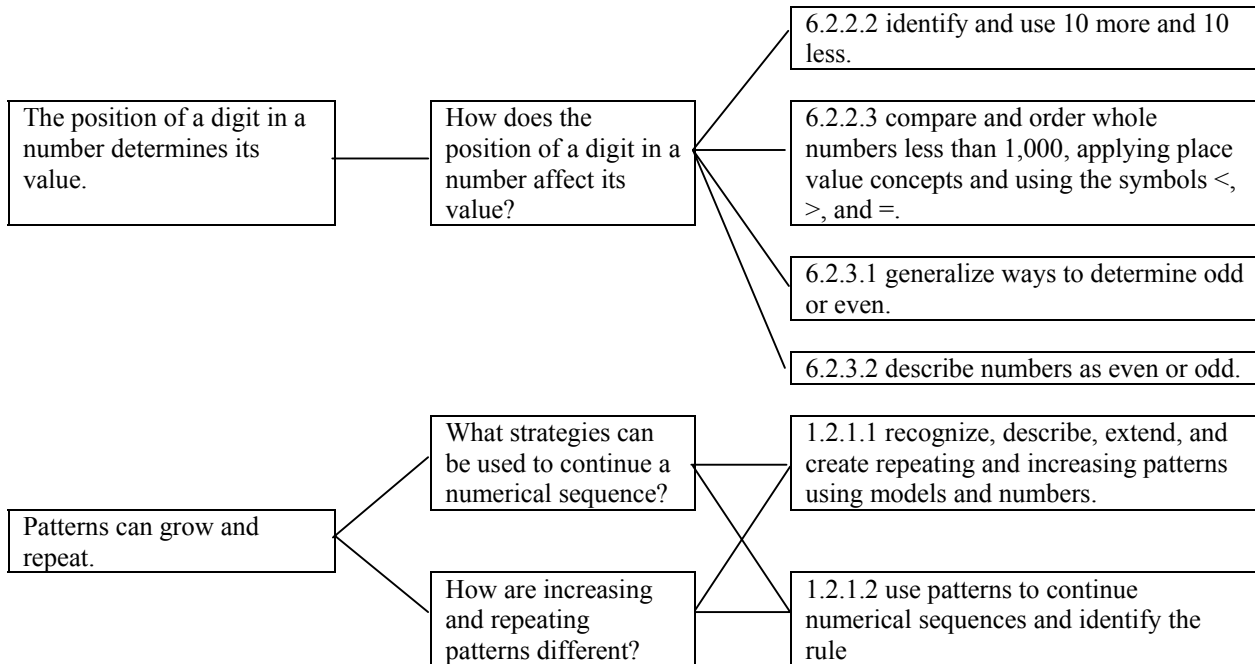 The position of a digit in a
number determines its
value.
How does the
position of a digit in a
number affect its
value?
6.2.2.2 identify and use 10 more and 10
less.
6.2.2.3 compare and order whole
numbers less than 1,000, applying place
value concepts and using the symbols <,
>, and =.
6.2.3.1 generalize ways to determine odd
or even.
6.2.3.2 describe numbers as even or odd.
Patterns can grow and
repeat.
What strategies can
be used to continue a
numerical sequence?
How are increasing
and repeating
patterns different?
1.2.1.1 recognize, describe, extend, and
create repeating and increasing patterns
using models and numbers.
1.2.1.2 use patterns to continue
numerical sequences and identify the
rule